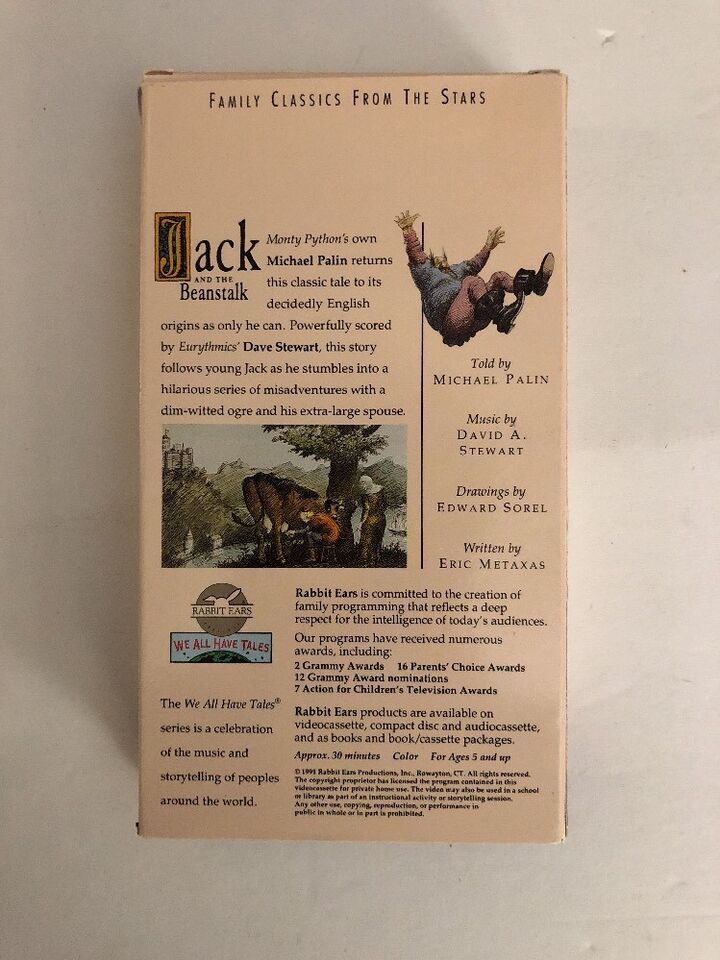 FAMILY CLASSICS FROM THE STARS
Jack
AND THE
Beanstalk
Monty Python's own
Michael Palin returns
this classic tale to its
decidedly English
origins as only he can. Powerfully scored
by Eurythmics' Dave Stewart, this story
follows young Jack as he stumbles into a
hilarious series of misadventures with a
dim-witted ogre and his extra-large spouse.
Told by
MICHAEL PALIN
Music by
DAVID A.
STEWART
Drawings by
EDWARD SOREL
Written by
ERIC METAXAS
RABBIT EARS
WE ALL HAVE TALES
The We All Have Tales®
series is a celebration
of the music and
storytelling of peoples
around the world.
Rabbit Ears is committed to the creation of
family programming that reflects a deep
respect for the intelligence of today's audiences.
Our programs have received numerous
awards, including:
2 Grammy Awards 16 Parents' Choice Awards
12 Grammy Award nominations
7 Action for Children's Television Awards
Rabbit Ears products are available on
videocassette, compact disc and audiocassette,
and as books and book/cassette packages.
Approx. 30 minutes Color For Ages 5 and up
© 1991 Rabbit Ears Productions, Inc., Rowayton, CT. All rights reserved.
The copyright proprietor has licensed the program contained in this
videocassette for private home use. The video may also be used in a school
or library as part of an instructional activity or storytelling session.
Any other use, copying, reproduction, or performance in
public in whole or in part is prohibited.